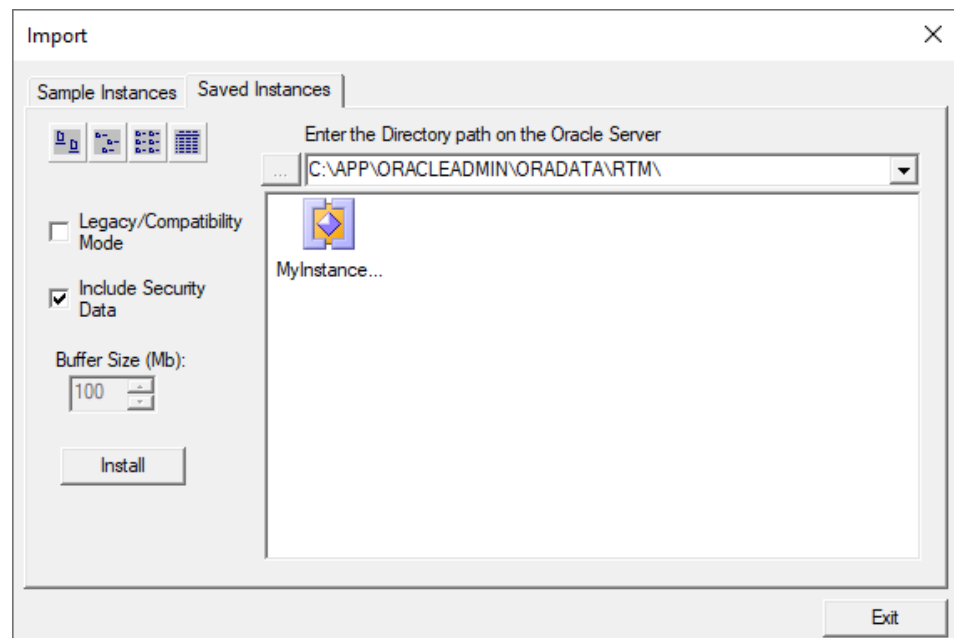 Import
Sample Instances
Saved Instances
Enter the Directory path on the Oracle Server
...
C:\APP\ORACLEADMIN\ORADATA\RTM\
Legacy/Compatibility
Mode
MyInstance...
Include Security
Data
Buffer Size (Mb):
100
Install
Exit